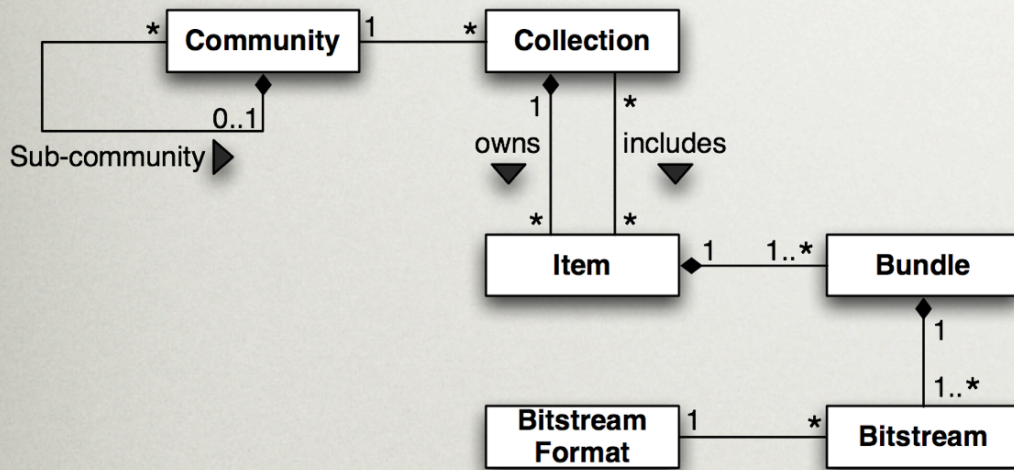 * Community 1 * Collection
0..1
Sub-community
1 *
owns includes
* *
Item 1 1..* Bundle
1
1..*
Bitstream
Format 1 * Bitstream